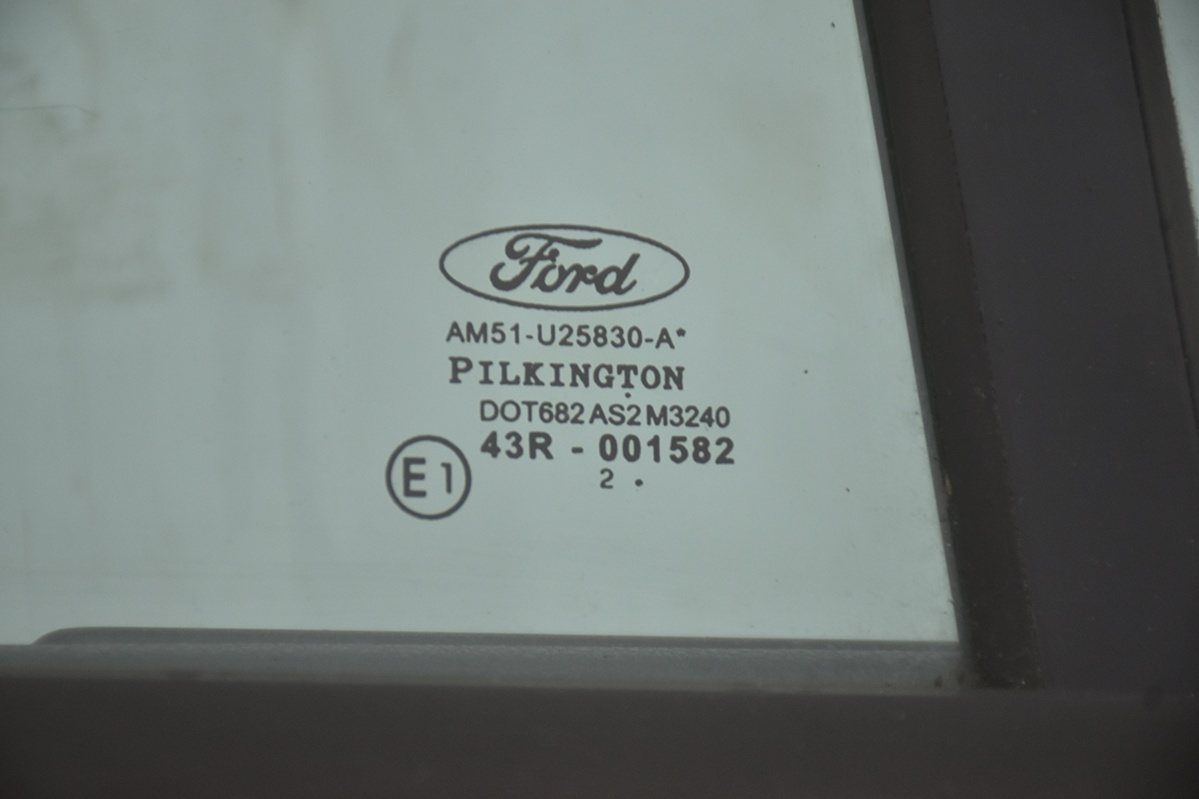 Ford
AM51-U25830-A*
PILKINGTON
DOT682 AS2 M3240
43R - 001582
E1
2 .